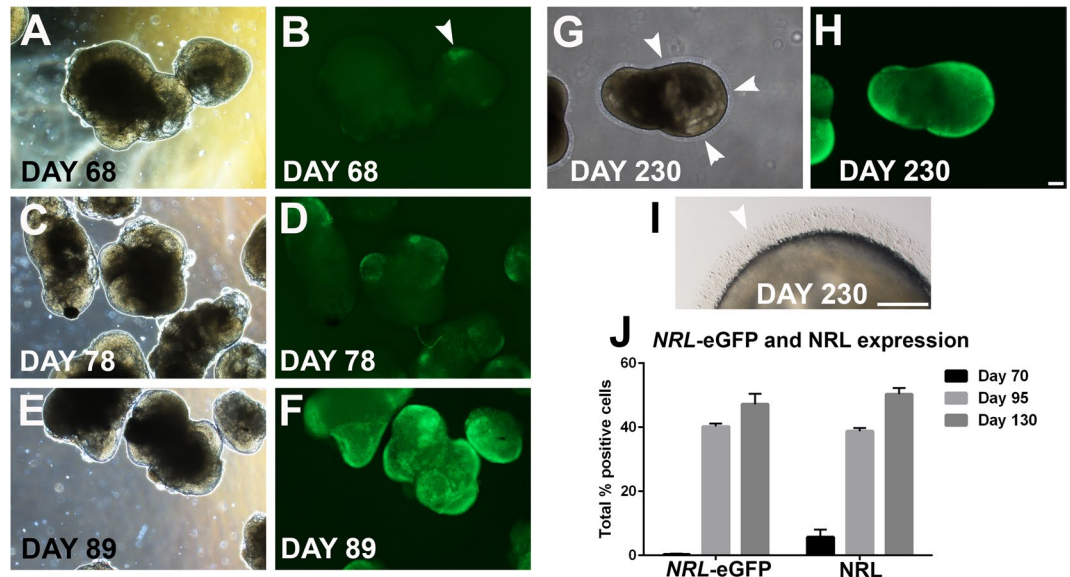 A
DAY 68
B
DAY 68
C
DAY 78
D
DAY 78
E
DAY 89
F
DAY 89
G
DAY 230
H
DAY 230
I
DAY 230
J
NRL-eGFP and NRL expression
Total % positive cells
60
40
20
0
NRL-eGFP
NRL
Day 70
Day 95
Day 130